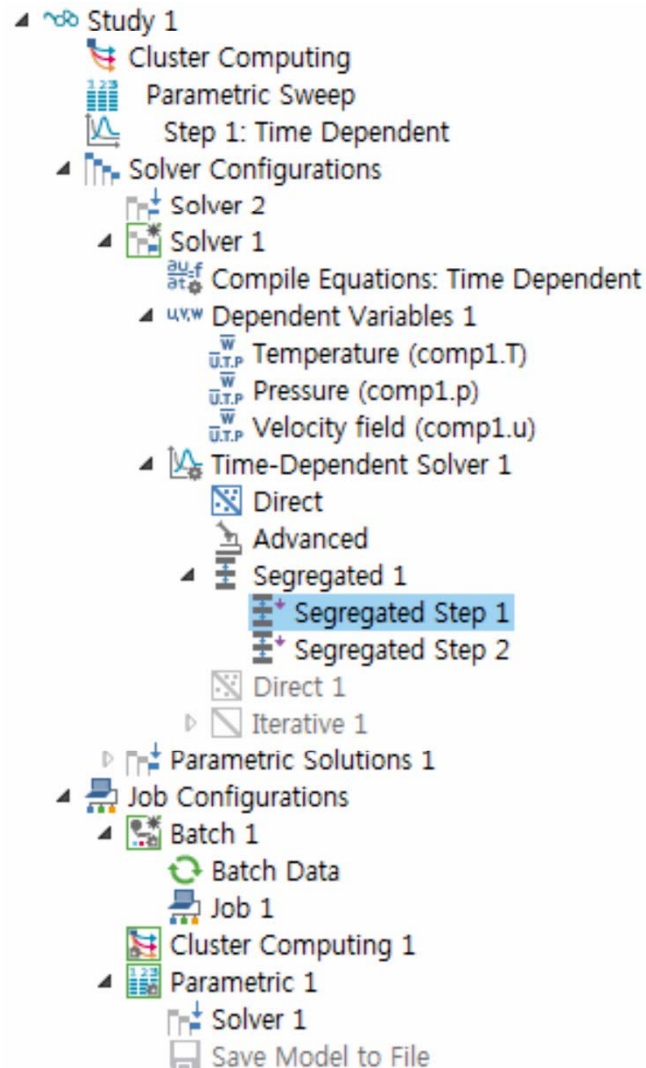 Study 1
Cluster Computing
Parametric Sweep
Step 1: Time Dependent
Solver Configurations
Solver 2
Solver 1
Compile Equations: Time Dependent
Dependent Variables 1
Temperature (comp1.T)
Pressure (comp1.p)
Velocity field (comp1.u)
Time-Dependent Solver 1
Direct
Advanced
Segregated 1
Segregated Step 1
Segregated Step 2
Direct 1
Iterative 1
Parametric Solutions 1
Job Configurations
Batch 1
Batch Data
Job 1
Cluster Computing 1
Parametric 1
Solver 1
Save Model to File